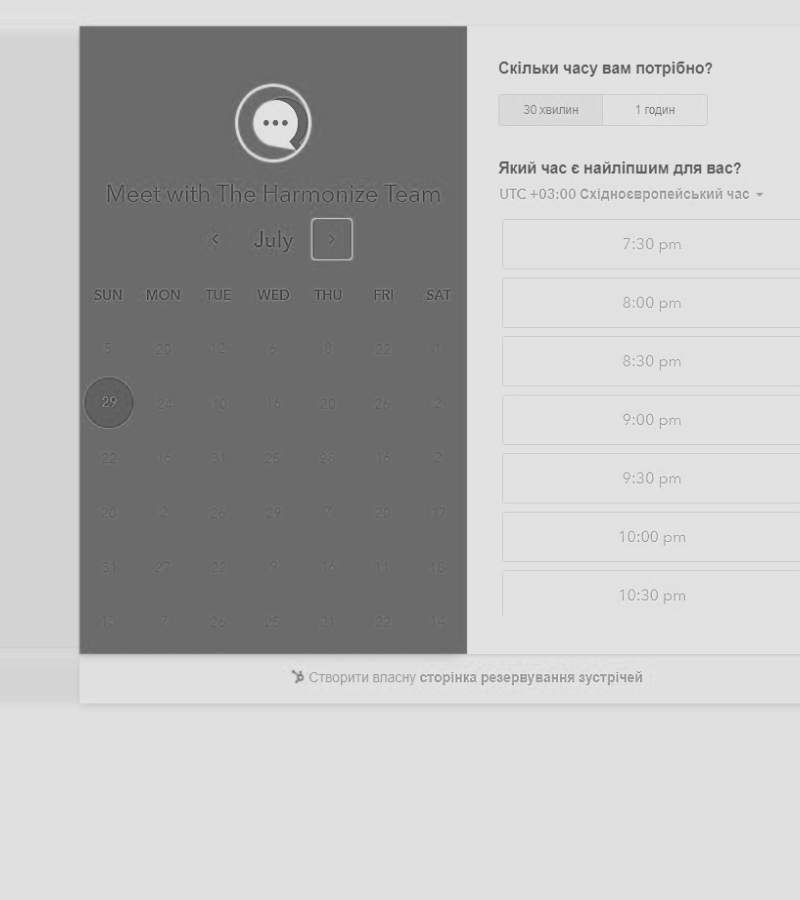 Meet with The Harmonize Team
July
SUN MON TUE WED THU FRI SAT
5 20 12 6 8 22 1
29 24 10 16 20 26 2
22 16 31 25 28 16 2
20 2 26 29 7 20 17
31 27 22 9 16 11 18
7 26 25 21 22 14
Скільки часу вам потрібно?
30 хвилин 1 годин
Який час є найліпшим для вас?
UTC +03:00 Східноєвропейський час
7:30 pm
8:00 pm
8:30 pm
9:00 pm
9:30 pm
10:00 pm
10:30 pm
Створити власну сторінка резервування зустрічей